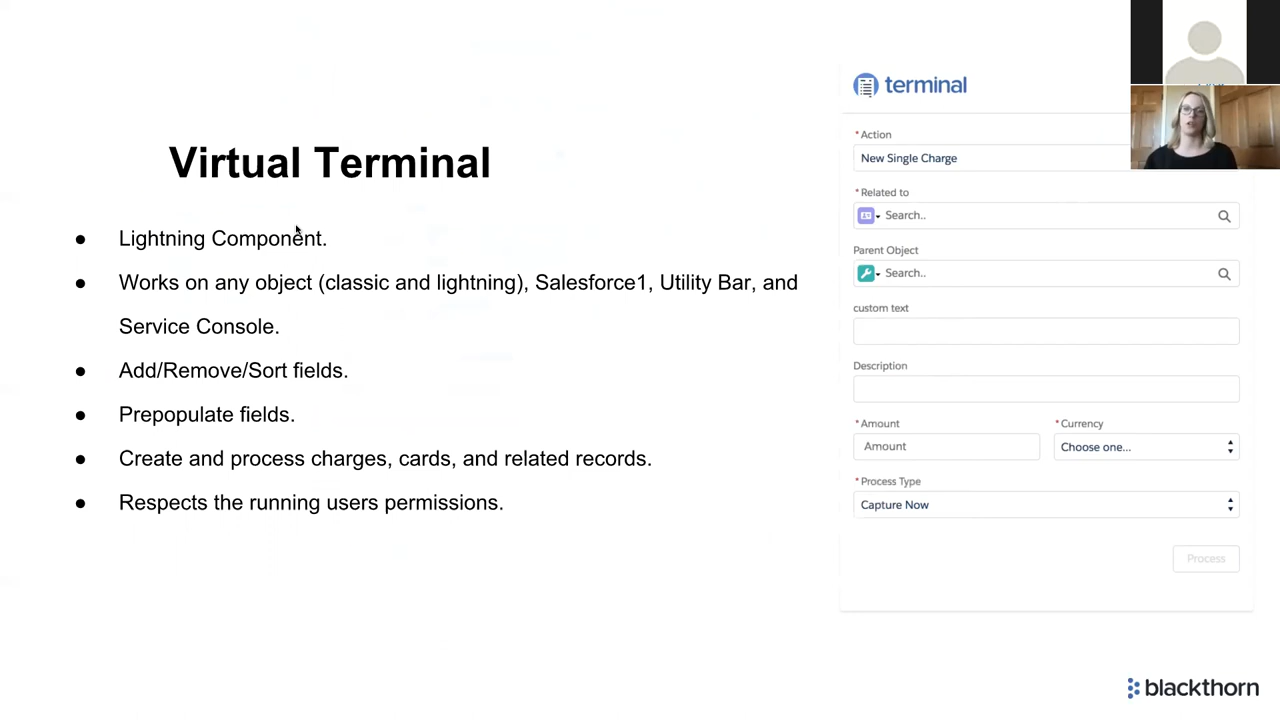 Virtual Terminal
● Lightning Component.
● Works on any object (classic and lightning), Salesforce1, Utility Bar, and
Service Console.
● Add/Remove/Sort fields.
● Prepopulate fields.
● Create and process charges, cards, and related records.
● Respects the running users permissions.
terminal
* Action
New Single Charge
* Related to
Search..
Parent Object
Search..
custom text
Description
* Amount * Currency
Amount Choose one...
* Process Type
Capture Now
Process
blackthorn